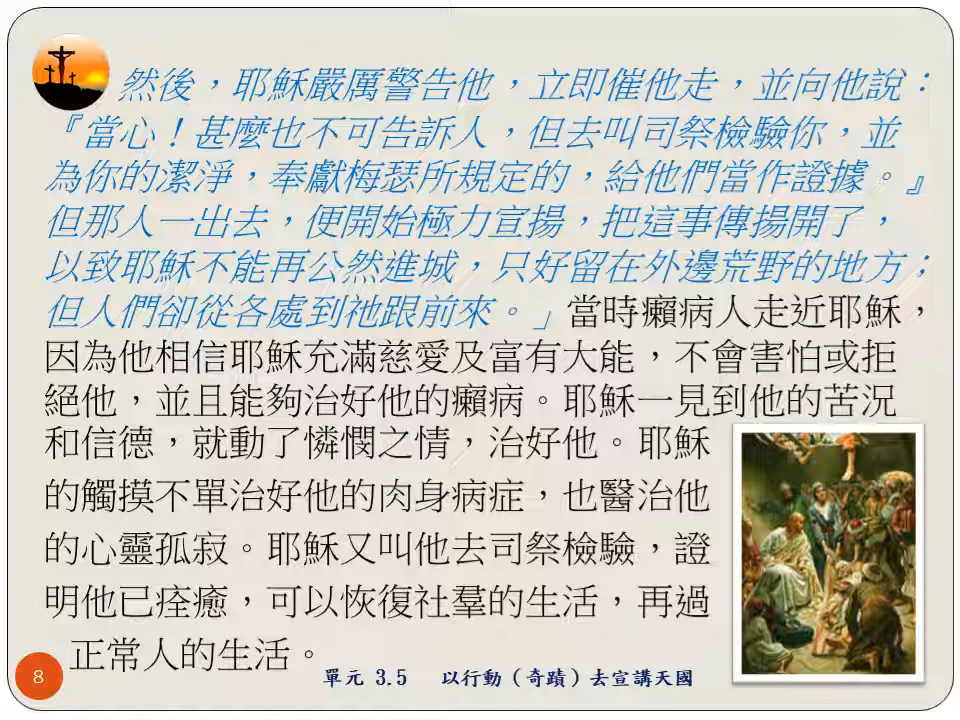 然後，耶穌嚴厲警告他，立即催他走，並向他說：
『當心！甚麼也不可告訴人，但去叫司祭檢驗你，並
為你的潔淨，奉獻梅瑟所規定的，給他們當作證據。』
但那人一出去，便開始極力宣揚，把這事傳揚開了，
以致耶穌不能再公然進城，只好留在外邊荒野的地方；
但人們卻從各處到祂跟前來。」當時癩病人走近耶穌，
因為他相信耶穌充滿慈愛及富有大能，不會害怕或拒
絕他，並且能夠治好他的癩病。耶穌一見到他的苦況
和信德，就動了憐憫之情，治好他。耶穌
的觸摸不單治好他的肉身病症，也醫治他
的心靈孤寂。耶穌又叫他去司祭檢驗，證
明他已痊癒，可以恢復社羣的生活，再過
正常人的生活。
8
單元 3.5 以行動（奇蹟）去宣講天國